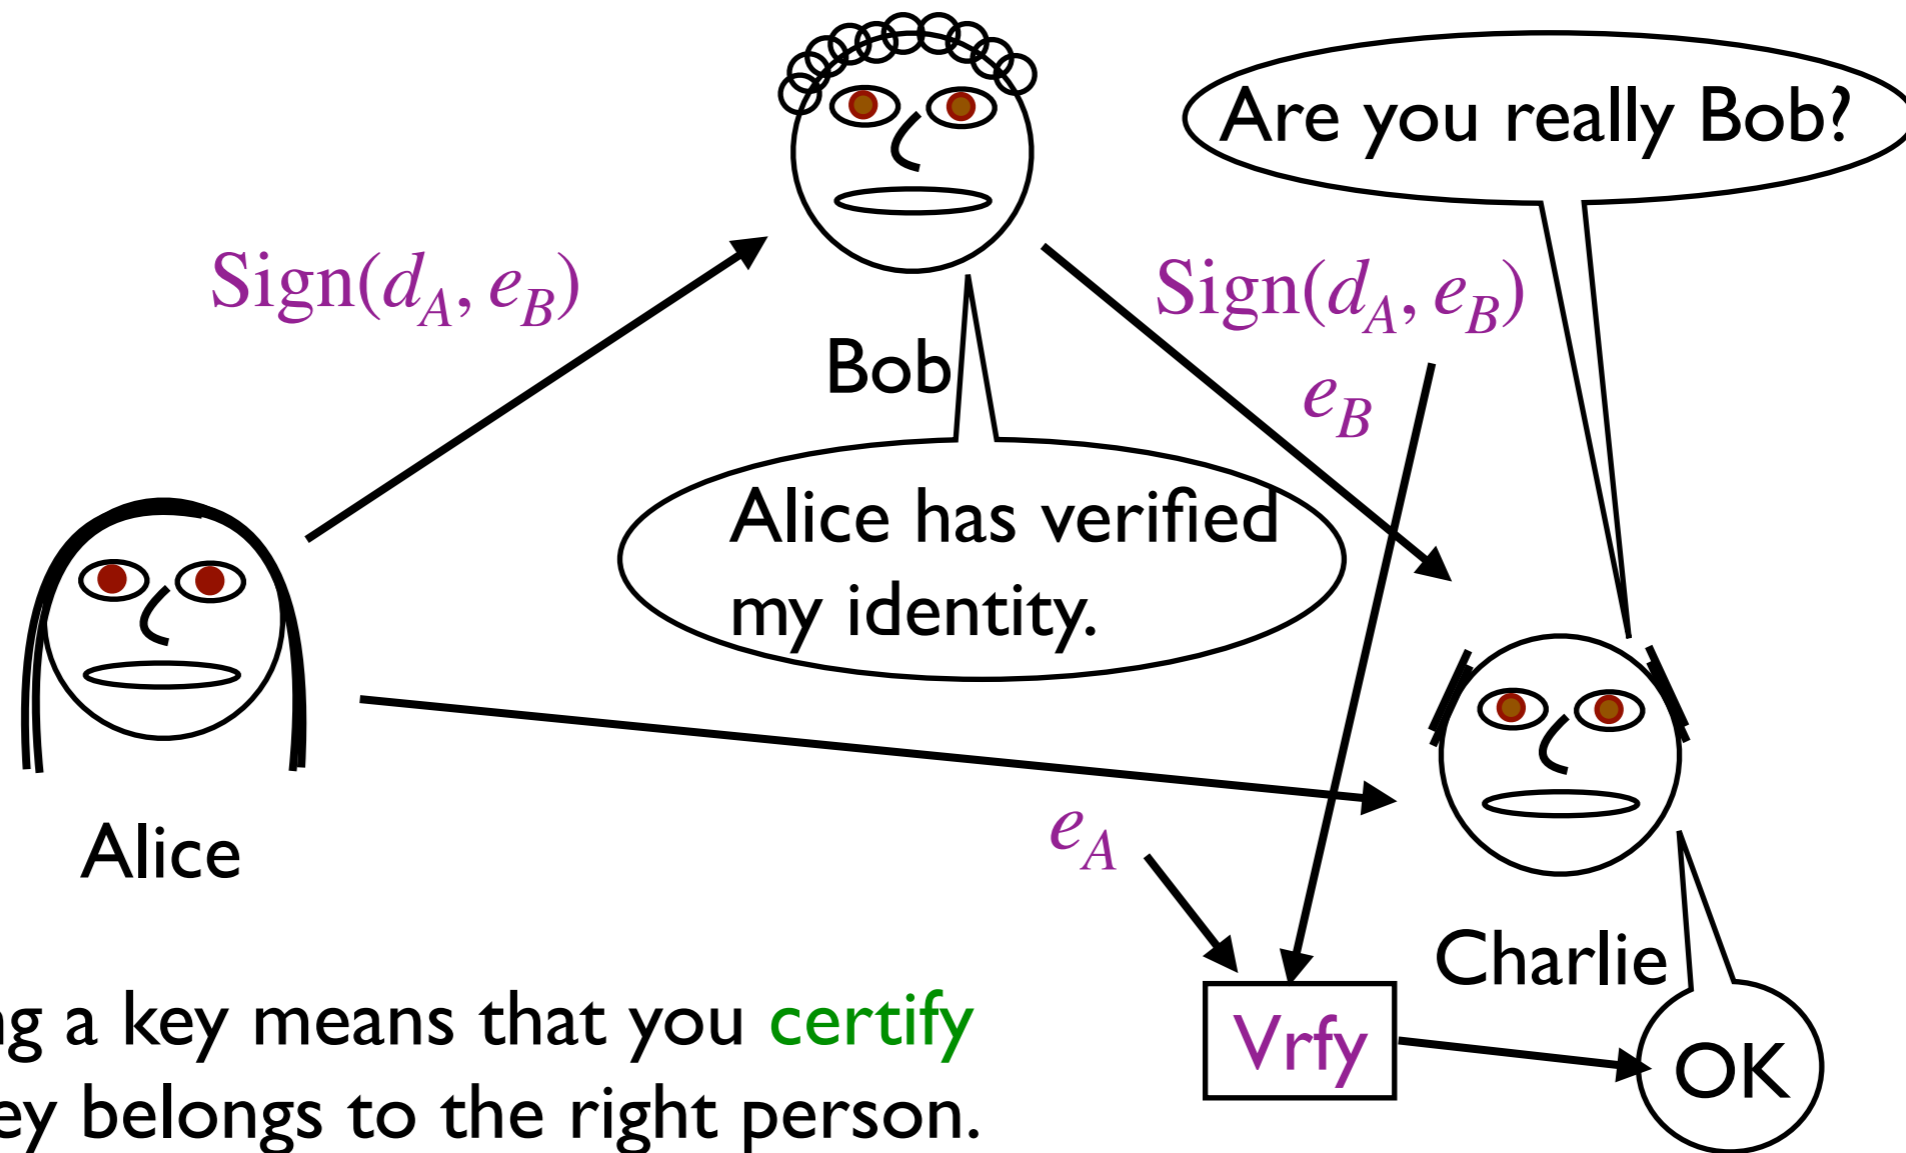 Are you really Bob?
Sign(d_A, e_B)
Sign(d_A, e_B)
Bob
e_B
Alice has verified
my identity.
e_A
Alice
Charlie
a key means that you certify
belongs to the right person.
Vrfy
OK